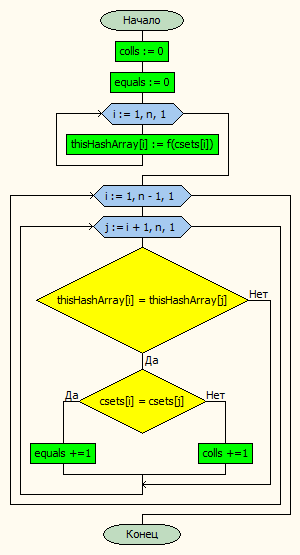 Начало
colls := 0
equals := 0
i := 1, n, 1
thisHashArray[i] := f(csets[i])
i := 1, n - 1, 1
j := i + 1, n, 1
thisHashArray[i] = thisHashArray[j]
Нет
Да
Да
csets[i] = csets[j]
Нет
equals +=1
colls +=1
Конец